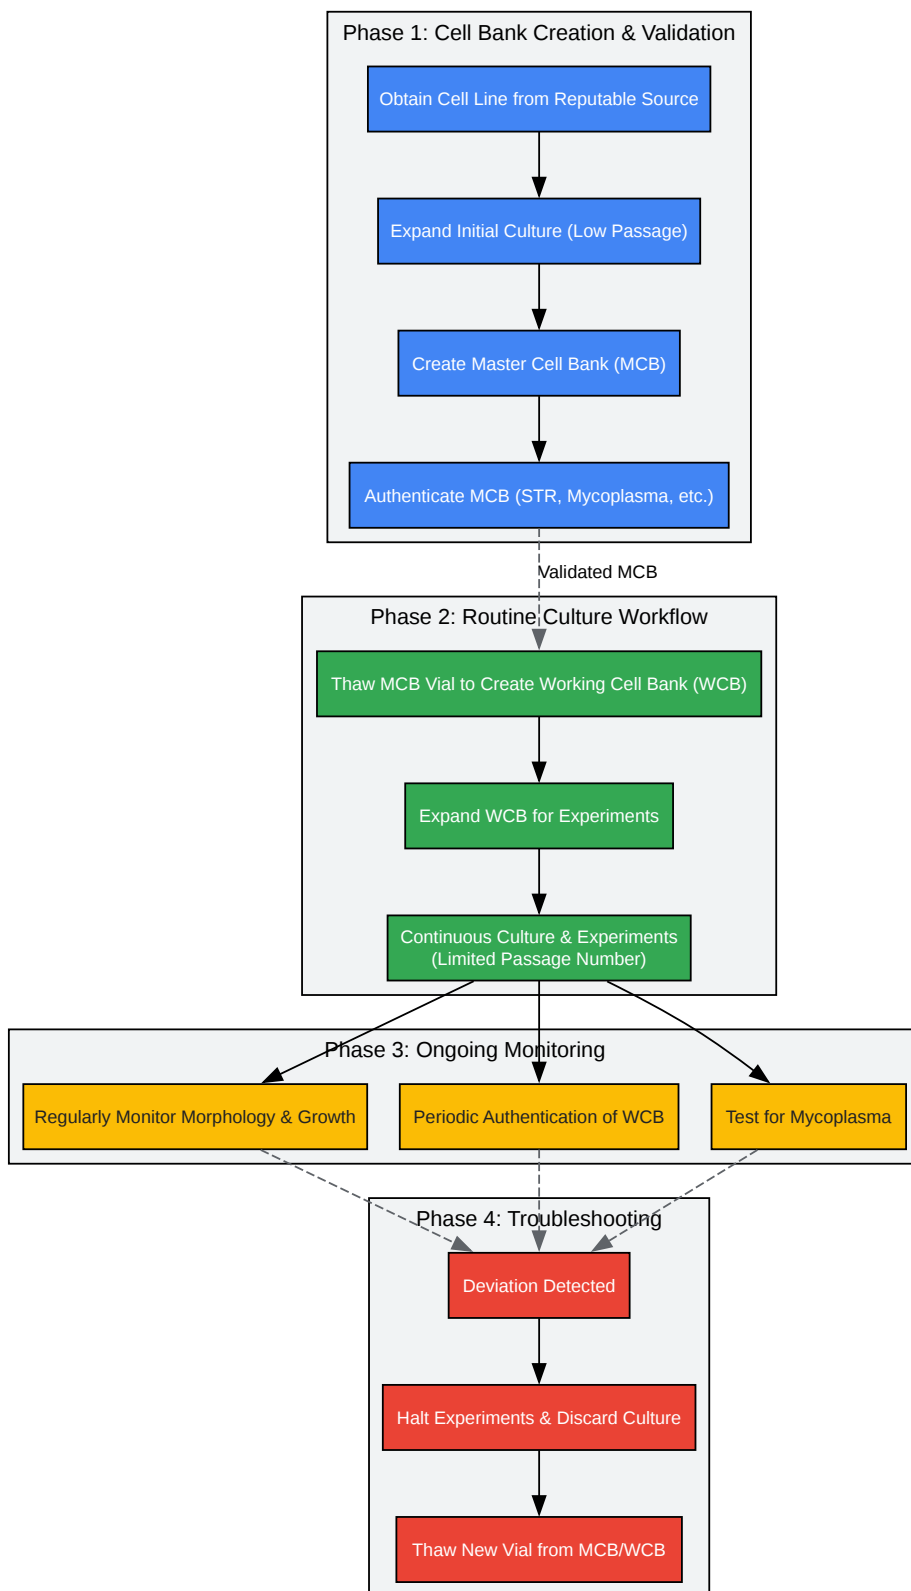 Phase 1: Cell Bank Creation & Validation
Obtain Cell Line from Reputable Source
Expand Initial Culture (Low Passage)
Create Master Cell Bank (MCB)
Authenticate MCB (STR, Mycoplasma, etc.)
Validated MCB
Phase 2: Routine Culture Workflow
Thaw MCB Vial to Create Working Cell Bank (WCB)
Expand WCB for Experiments
Continuous Culture & Experiments
(Limited Passage Number)
Phase 3: Ongoing Monitoring
Regularly Monitor Morphology & Growth
Periodic Authentication of WCB
Test for Mycoplasma
Phase 4: Troubleshooting
Deviation Detected
Halt Experiments & Discard Culture
Thaw New Vial from MCB/WCB